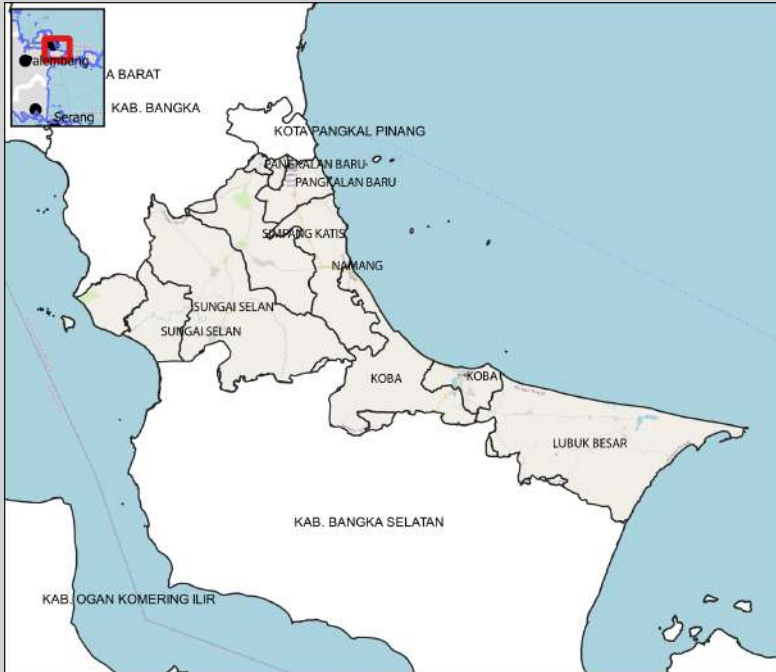 Palembang
Serang
A BARAT
KAB. BANGKA
KOTA PANGKAL PINANG
PANGKALAN BARU
PANGKALAN BARU
SIMPANG KATIS
NAMANG
SUNGAI SELAN
SUNGAI SELAN
KOBA
KOBA
LUBUK BESAR
KAB. BANGKA SELATAN
KAB. OGAN KOMERING ILIR